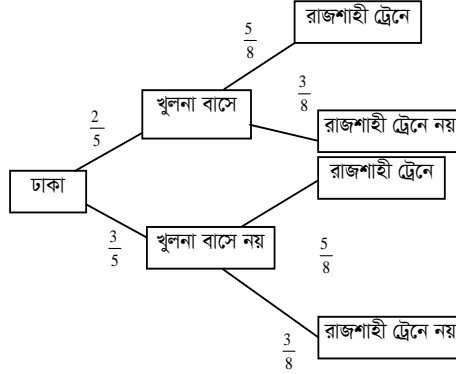 রাজশাহী ট্রেনে
5/8
খুলনা বাসে
3/8
2/5
রাজশাহী ট্রেনে নয়
রাজশাহী ট্রেনে
ঢাকা
3/5
খুলনা বাসে নয়
5/8
রাজশাহী ট্রেনে নয়
3/8